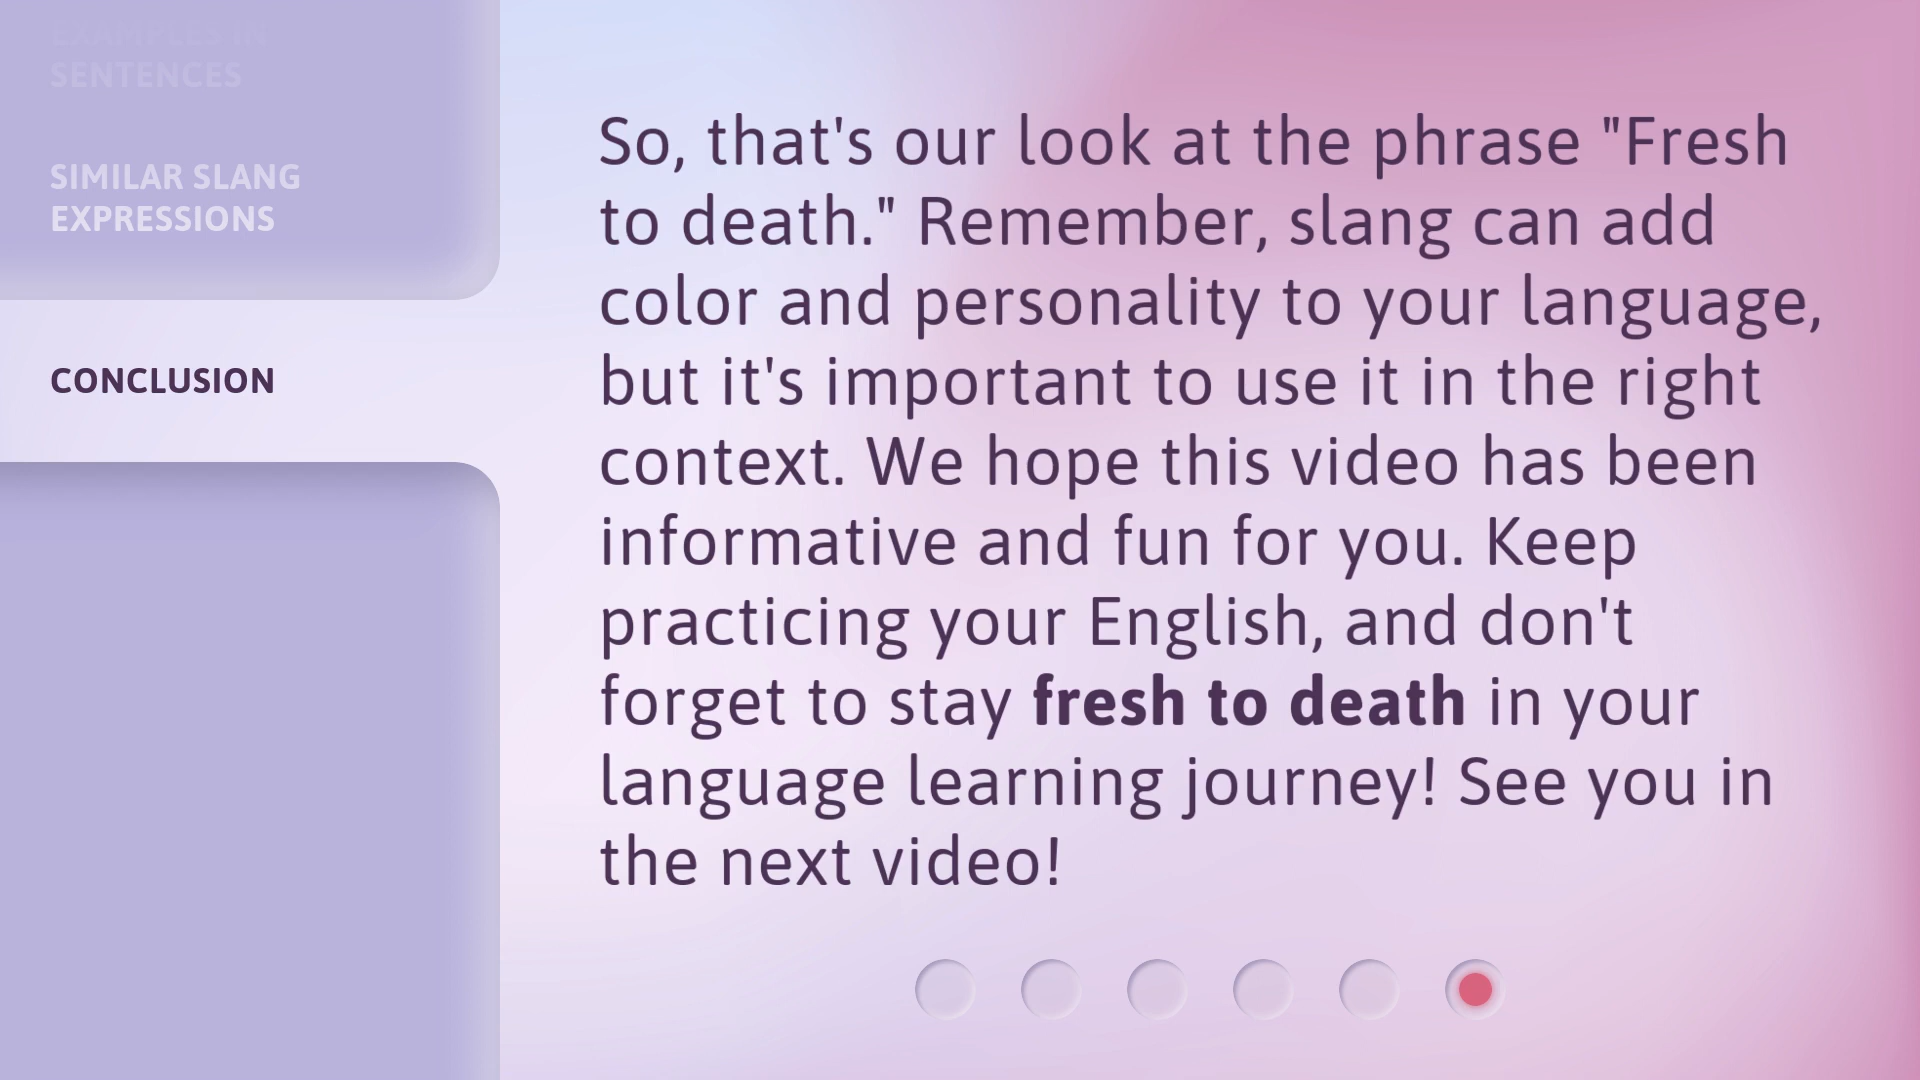 EXAMPLES IN
SENTENCES
SIMILAR SLANG
EXPRESSIONS
CONCLUSION
So, that's our look at the phrase "Fresh
to death." Remember, slang can add
color and personality to your language,
but it's important to use it in the right
context. We hope this video has been
informative and fun for you. Keep
practicing your English, and don't
forget to stay fresh to death in your
language learning journey! See you in
the next video!